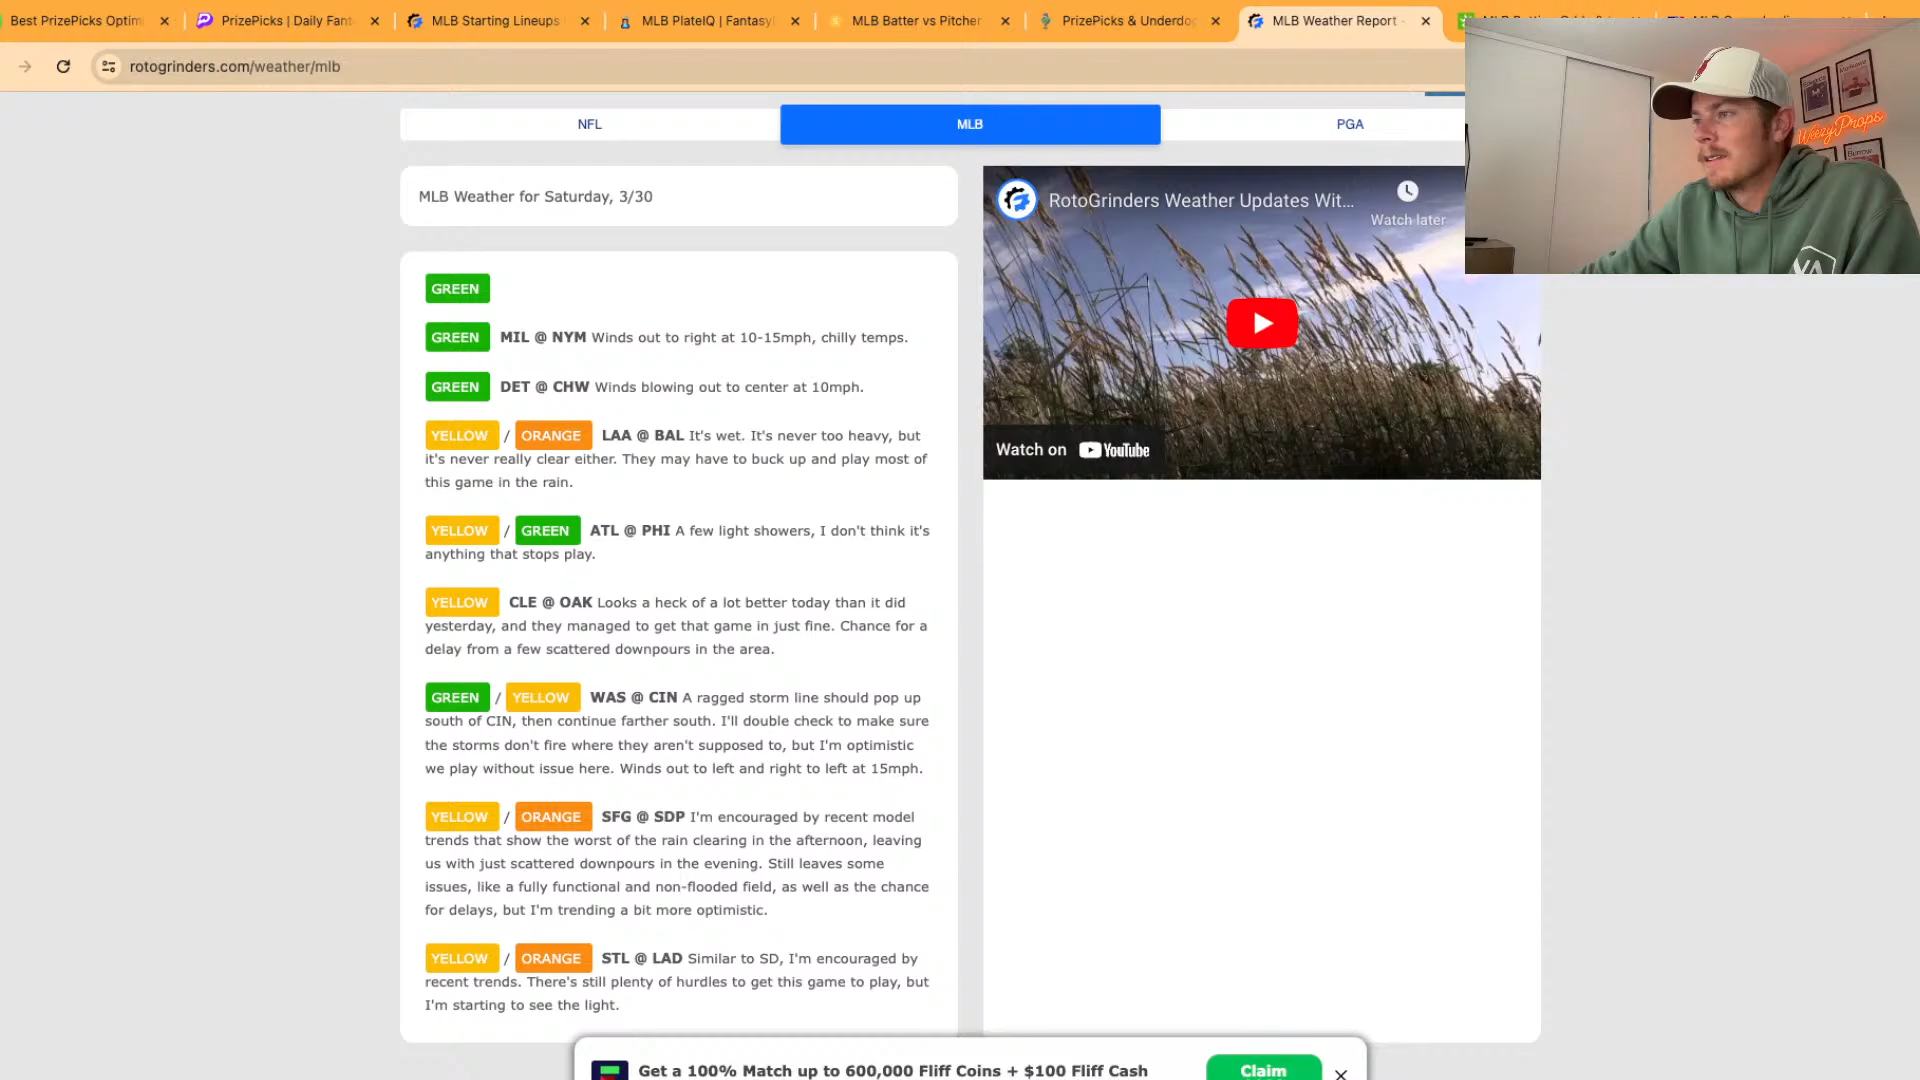 Best PrizePicks Optim
PrizePicks | Daily Fant
MLB Starting Lineups
MLB PlateIQ | Fantasy
MLB Batter vs Pitcher
PrizePicks & Underdo
MLB Weather Report -
rotogrinders.com/weather/mlb
NFL
MLB
PGA
MLB Weather for Saturday, 3/30
GREEN
GREEN MIL @ NYM Winds out to right at 10-15mph, chilly temps.
GREEN DET @ CHW Winds blowing out to center at 10mph.
YELLOW / ORANGE LAA @ BAL It's wet. It's never too heavy, but
it's never really clear either. They may have to buck up and play most of
this game in the rain.
YELLOW / GREEN ATL @ PHI A few light showers, I don't think it's
anything that stops play.
YELLOW CLE @ OAK Looks a heck of a lot better today than it did
yesterday, and they managed to get that game in just fine. Chance for a
delay from a few scattered downpours in the area.
GREEN / YELLOW WAS @ CIN A ragged storm line should pop up
south of CIN, then continue farther south. I'll double check to make sure
the storms don't fire where they aren't supposed to, but I'm optimistic
we play without issue here. Winds out to left and right to left at 15mph.
YELLOW / ORANGE SFG @ SDP I'm encouraged by recent model
trends that show the worst of the rain clearing in the afternoon, leaving
us with just scattered downpours in the evening. Still leaves some
issues, like a fully functional and non-flooded field, as well as the chance
for delays, but I'm trending a bit more optimistic.
YELLOW / ORANGE STL @ LAD Similar to SD, I'm encouraged by
recent trends. There's still plenty of hurdles to get this game to play, but
I'm starting to see the light.
RotoGrinders Weather Updates Wit...
Watch later
Watch on YouTube
WeezyProps
Burrow
Get a 100% Match up to 600,000 Fliff Coins + $100 Fliff Cash
Claim